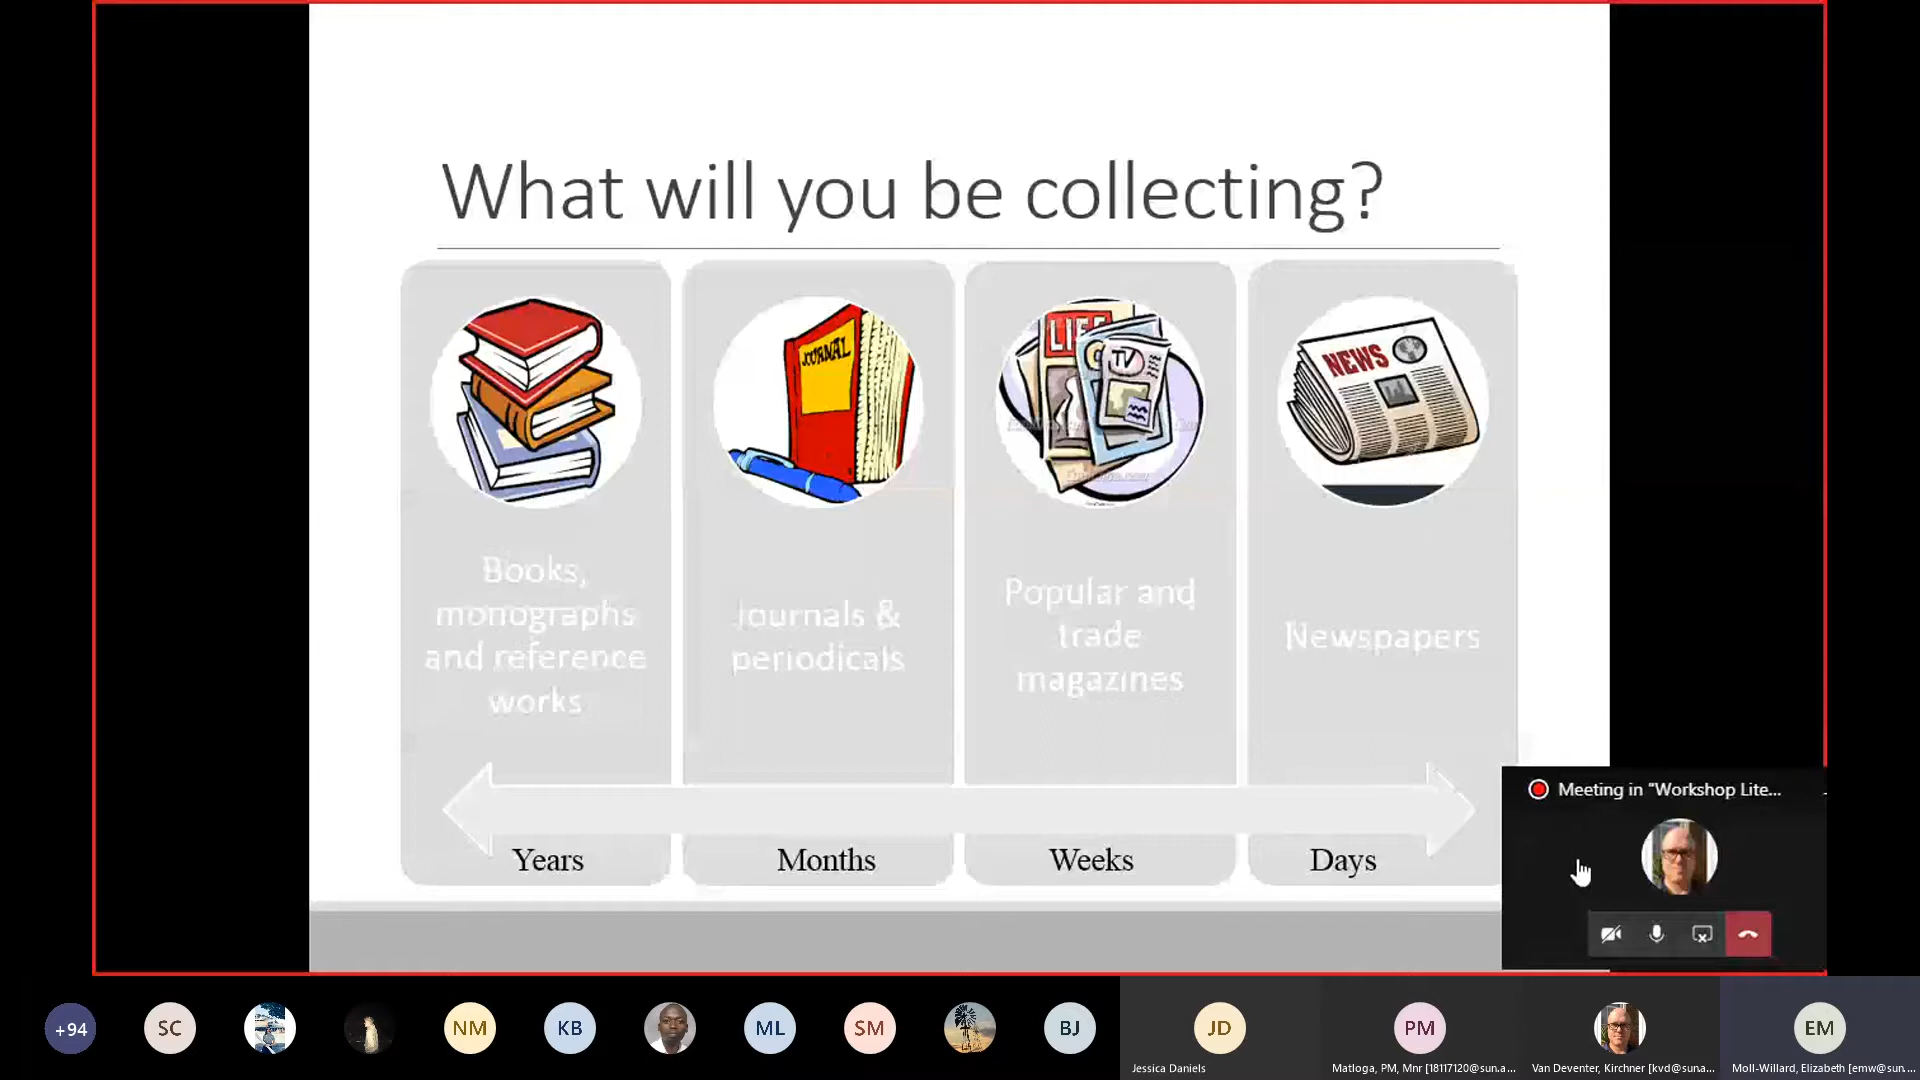 What will you be collecting?
JOURNAL
LIFE
TV
NEWS
Books,
monographs
and reference
works
Journals &
periodicals
Popular and
trade
magazines
Newspapers
Years
Months
Weeks
Days
Meeting in "Workshop Lite...
+94
SC
NM
KB
ML
SM
BJ
JD
PM
EM
Jessica Daniels
Matloga, PM, Mnr [18117120@sun.a...
Van Deventer, Kirchner [kvd@suna...
Moll-Willard, Elizabeth [emw@sun....